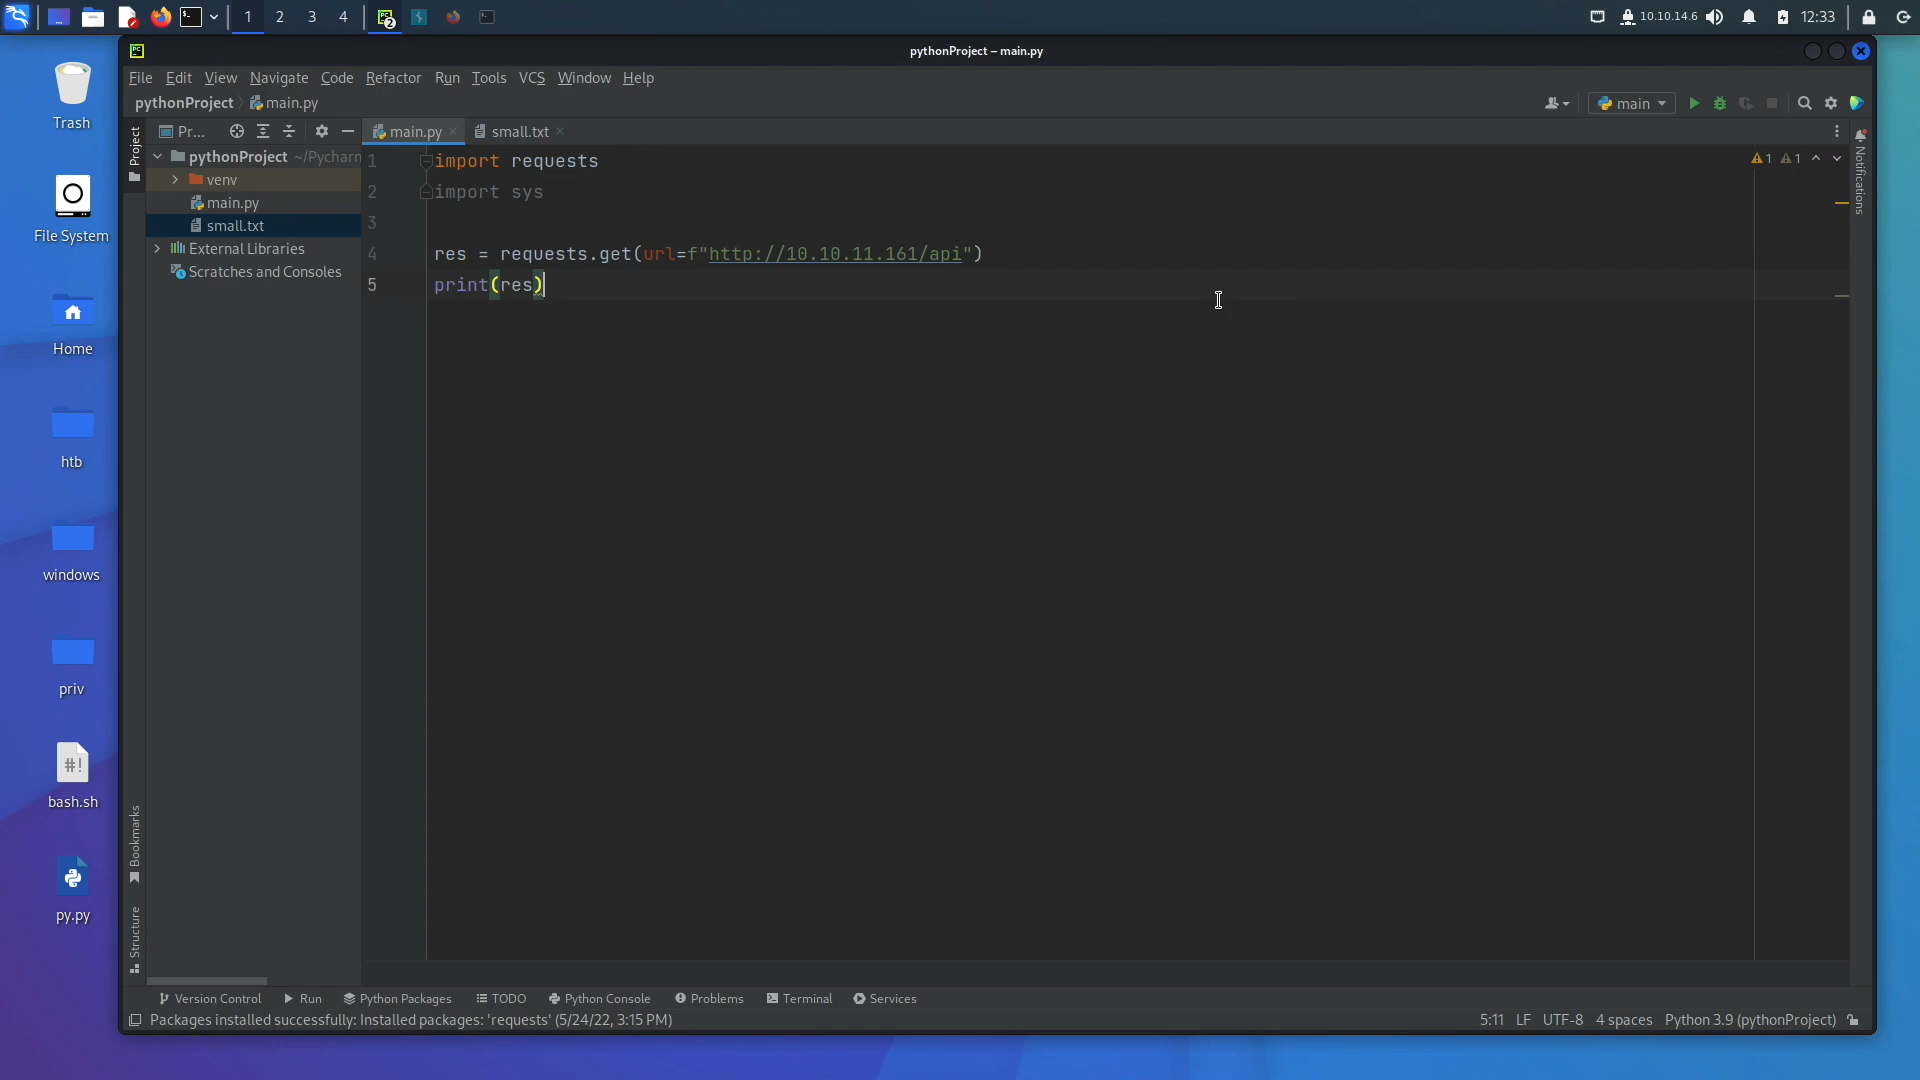 1 2 3 4 10.10.14.6 12:33
pythonProject – main.py
File Edit View Navigate Code Refactor Run Tools VCS Window Help
pythonProject main.py main
Project Pr... main.py small.txt
pythonProject ~/Pycharm
venv
main.py
small.txt
External Libraries
Scratches and Consoles
1 import requests
2 import sys
3
4 res = requests.get(url=f"http://10.10.11.161/api")
5 print(res)
1 1
Notifications
Trash
File System
Home
htb
windows
priv
#!
bash.sh
py.py
Bookmarks
Structure
Version Control Run Python Packages TODO Python Console Problems Terminal Services
Packages installed successfully: Installed packages: 'requests' (5/24/22, 3:15 PM) 5:11 LF UTF-8 4 spaces Python 3.9 (pythonProject)